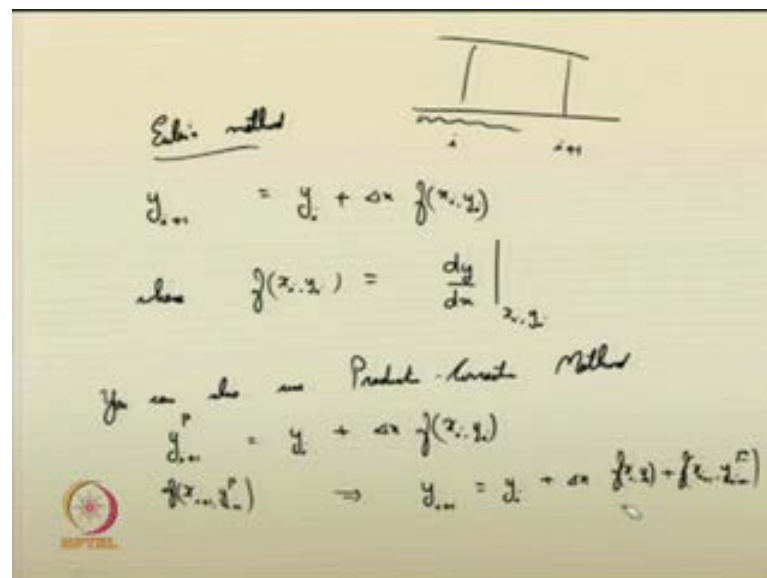 i i+1
Euler's method
y_{i+1} = y_i + Δx f(x_i, y_i)
where f(x_i, y_i) = dy/dx |_{x_i, y_i}
You can also use Predictor-Corrector Method
y^p_{i+1} = y_i + Δx f(x_i, y_i)
f(x_{i+1}, y^p_{i+1}) ⇒ y_{i+1} = y_i + Δx f(x_i, y_i) + f(x_{i+1}, y^p_{i+1})
NPTEL